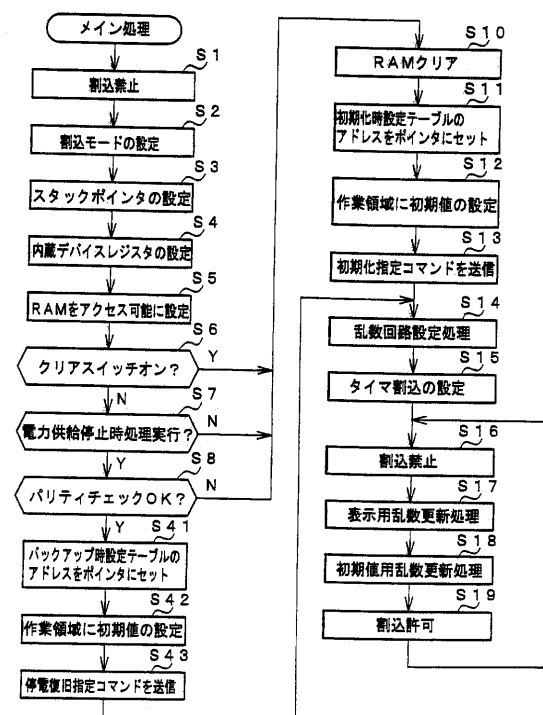 メイン処理
S1
割込禁止
S2
割込モードの設定
S3
スタックポインタの設定
S4
内蔵デバイスレジスタの設定
S5
RAMをアクセス可能に設定
S6
クリアスイッチオン?
Y
N
S7
電力供給停止時処理実行?
N
Y
S8
パリティチェックOK?
N
Y
S41
バックアップ時設定テーブルの
アドレスをポインタにセット
S42
作業領域に初期値の設定
S43
停電復旧指定コマンドを送信
S10
RAMクリア
S11
初期化時設定テーブルの
アドレスをポインタにセット
S12
作業領域に初期値の設定
S13
初期化指定コマンドを送信
S14
乱数回路設定処理
S15
タイマ割込の設定
S16
割込禁止
S17
表示用乱数更新処理
S18
初期値用乱数更新処理
S19
割込許可